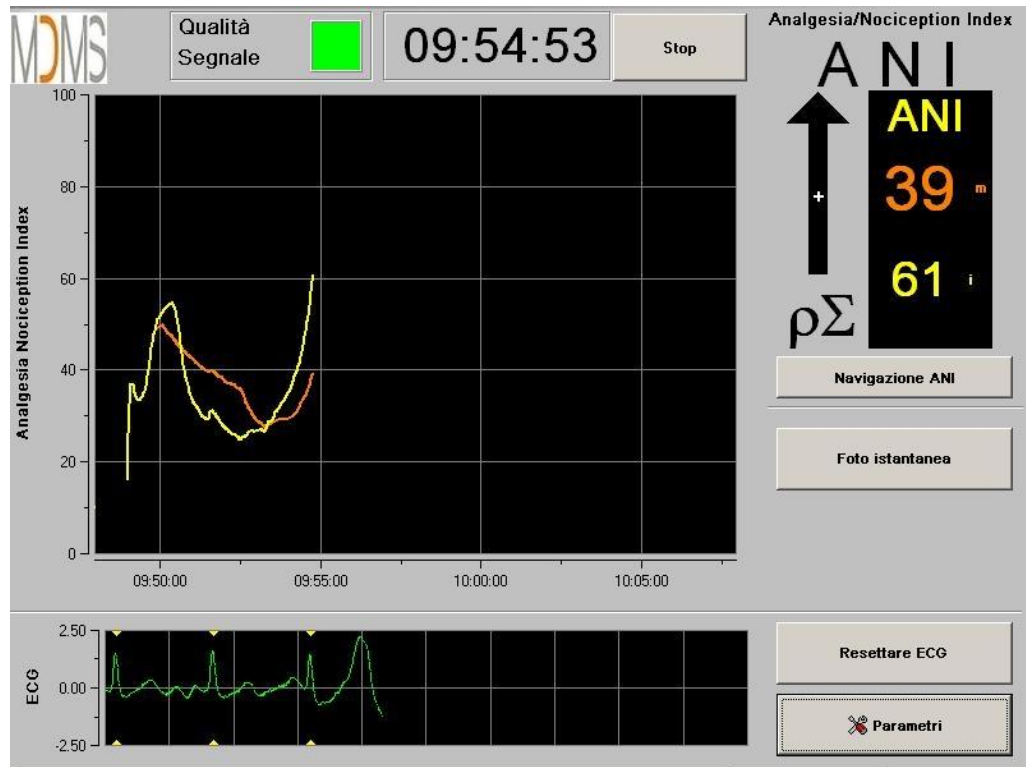 MDMS
Qualità
Segnale
09:54:53
Stop
Analgesia/Nociception Index
ANI
ANI
39 m
61 i
+
ρΣ
Navigazione ANI
Foto istantanea
Analgesia Nociception Index
100
80
60
40
20
0
09:50:00 09:55:00 10:00:00 10:05:00
ECG
2.50
0.00
-2.50
Resettare ECG
Parametri